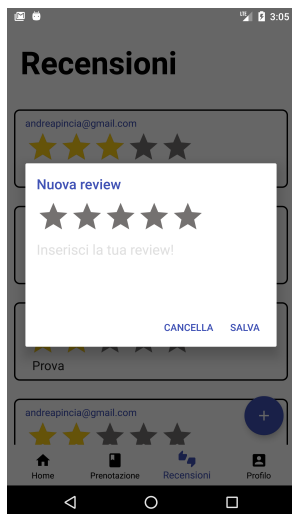 LTE 3:05
Recensioni
andreapincia@gmail.com
Nuova review
Inserisci la tua review!
CANCELLA SALVA
Prova
andreapincia@gmail.com
+
Home Prenotazione Recensioni Profilo